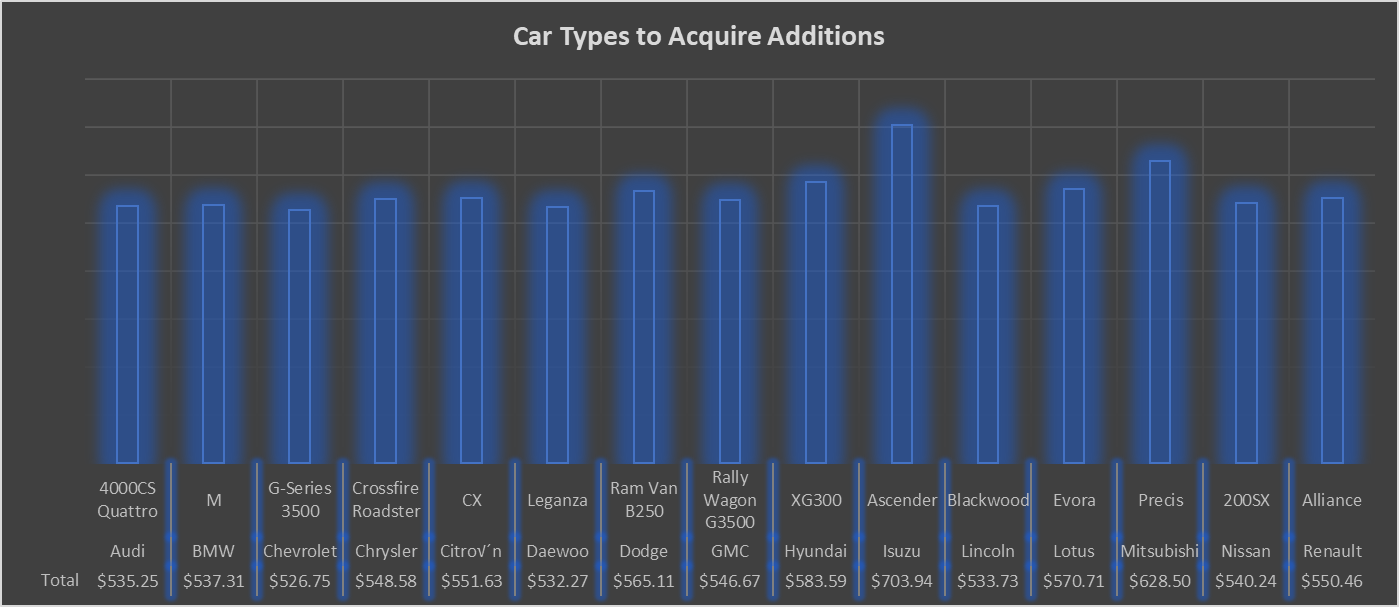 Car Types to Acquire Additions
4000CS M G-Series Crossfire CX Leganza Ram Van Rally XG300 Ascender Blackwood Evora Precis 200SX Alliance
Quattro 3500 Roadster B250 Wagon
G3500
Audi BMW Chevrolet Chrysler CitroV´n Daewoo Dodge GMC Hyundai Isuzu Lincoln Lotus Mitsubishi Nissan Renault
Total $535.25 $537.31 $526.75 $548.58 $551.63 $532.27 $565.11 $546.67 $583.59 $703.94 $533.73 $570.71 $628.50 $540.24 $550.46